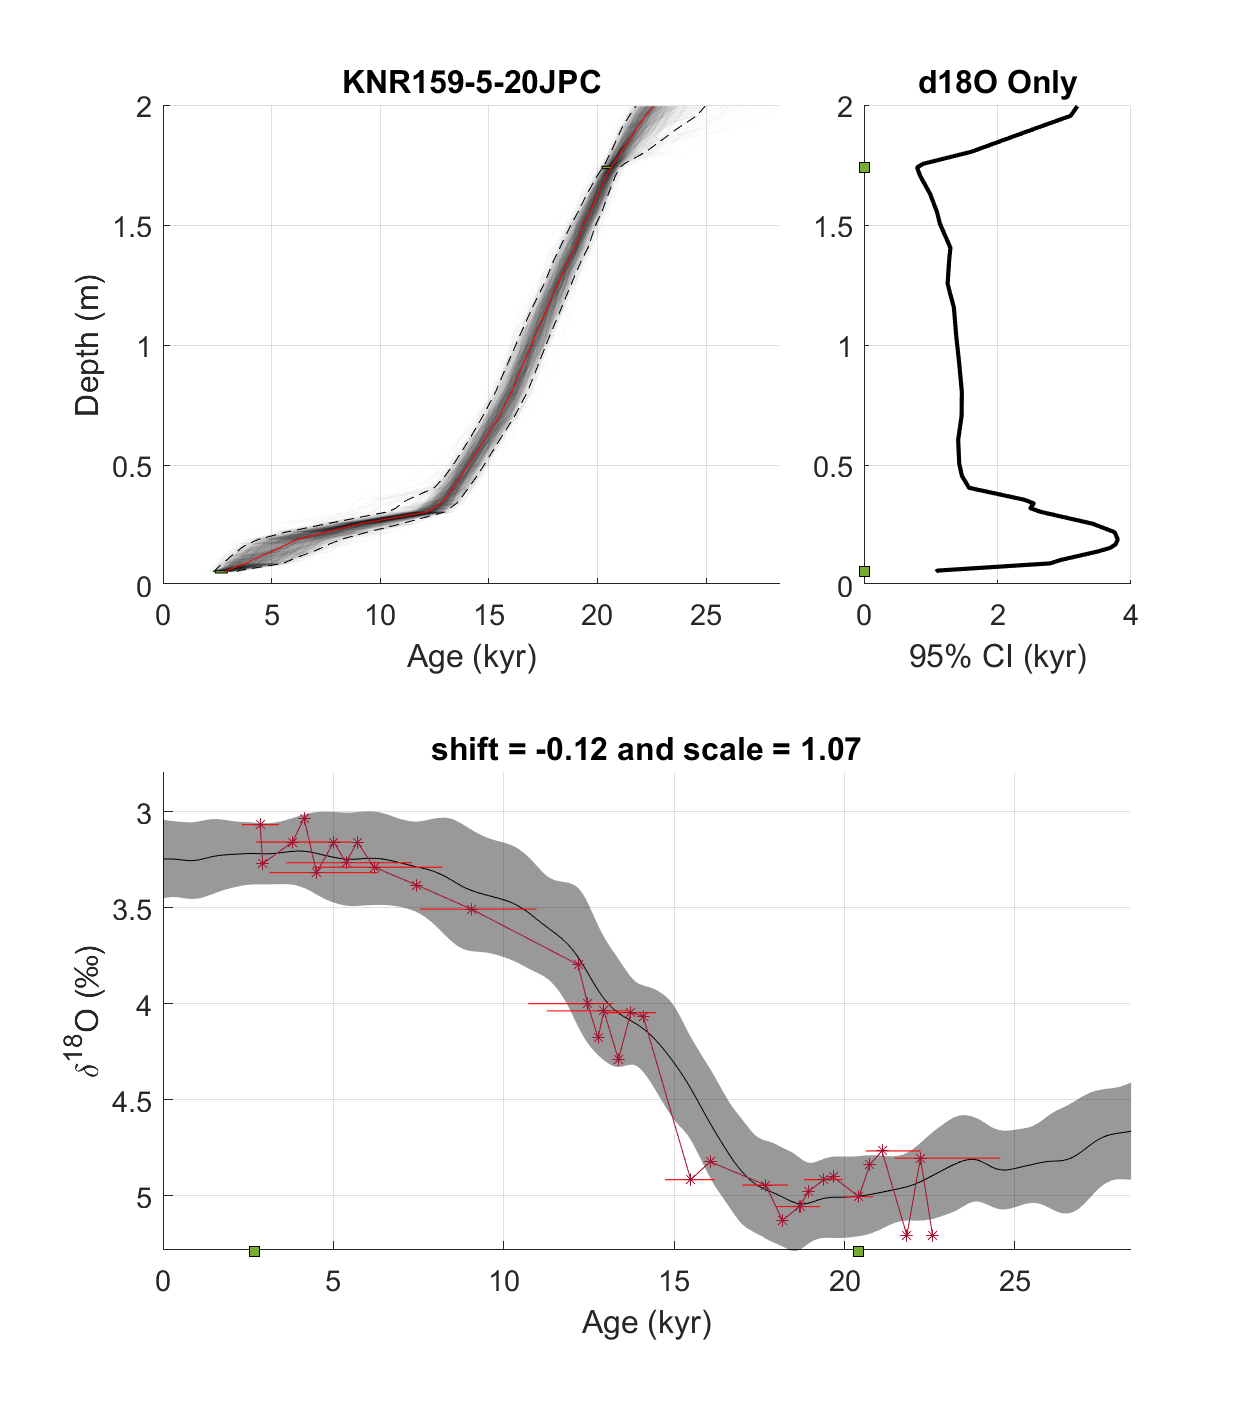 KNR159-5-20JPC
2
1.5
1
0.5
0
Depth (m)
0 5 10 15 20 25
Age (kyr)
d18O Only
2
1.5
1
0.5
0
0 2 4
95% CI (kyr)
shift = -0.12 and scale = 1.07
3
3.5
4
4.5
5
δ¹⁸O (‰)
0 5 10 15 20 25
Age (kyr)